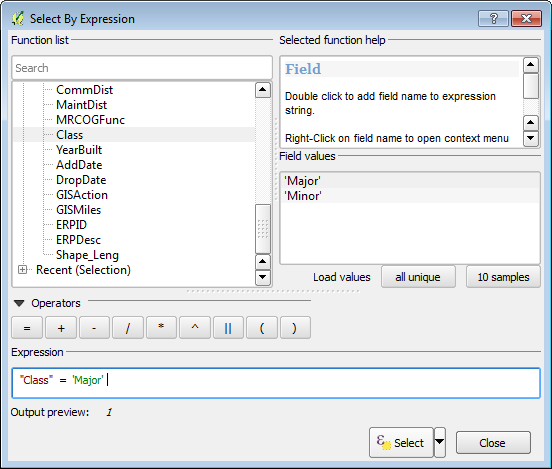 Select By Expression
Function list
Search
CommDist
MaintDist
MRCOGFunc
Class
YearBuilt
AddDate
DropDate
GISAction
GISMiles
ERPID
ERPDesc
Shape_Leng
Recent (Selection)
Selected function help
Field
Double click to add field name to expression
string.
Right-Click on field name to open context menu
Field values
'Major'
'Minor'
Load values all unique 10 samples
Operators
= + - / * ^ || ( )
Expression
"Class" = 'Major'
Output preview: 1
Select Close